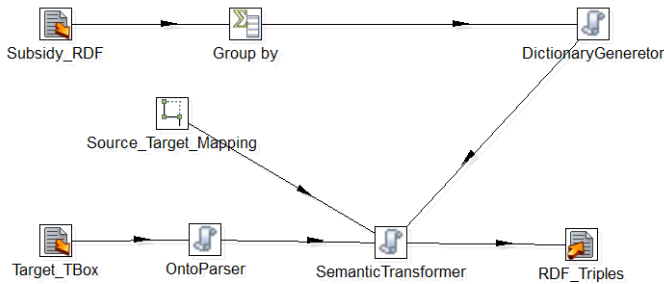 Subsidy_RDF
Group by
DictionaryGeneretor
Source_Target_Mapping
Target_TBox
OntoParser
SemanticTransformer
RDF_Triples